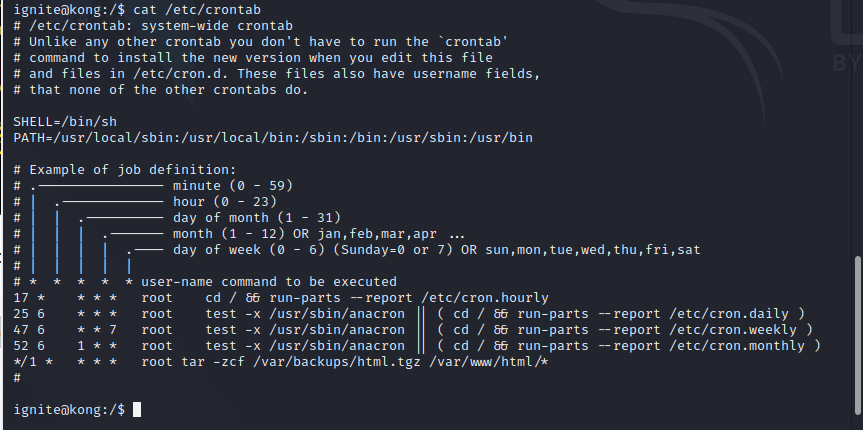 ignite@kong:/$ cat /etc/crontab
# /etc/crontab: system-wide crontab
# Unlike any other crontab you don't have to run the `crontab'
# command to install the new version when you edit this file
# and files in /etc/cron.d. These files also have username fields,
# that none of the other crontabs do.

SHELL=/bin/sh
PATH=/usr/local/sbin:/usr/local/bin:/sbin:/bin:/usr/sbin:/usr/bin

# Example of job definition:
# .---------------- minute (0 - 59)
# |  .------------- hour (0 - 23)
# |  |  .---------- day of month (1 - 31)
# |  |  |  .------- month (1 - 12) OR jan,feb,mar,apr ...
# |  |  |  |  .---- day of week (0 - 6) (Sunday=0 or 7) OR sun,mon,tue,wed,thu,fri,sat
# |  |  |  |  |
# *  *  *  *  * user-name command to be executed
17 *    * * *   root    cd / && run-parts --report /etc/cron.hourly
25 6    * * *   root    test -x /usr/sbin/anacron || ( cd / && run-parts --report /etc/cron.daily )
47 6    * * 7   root    test -x /usr/sbin/anacron || ( cd / && run-parts --report /etc/cron.weekly )
52 6    1 * *   root    test -x /usr/sbin/anacron || ( cd / && run-parts --report /etc/cron.monthly )
*/1 *   * * *   root tar -zcf /var/backups/html.tgz /var/www/html/*
#

ignite@kong:/$
BY